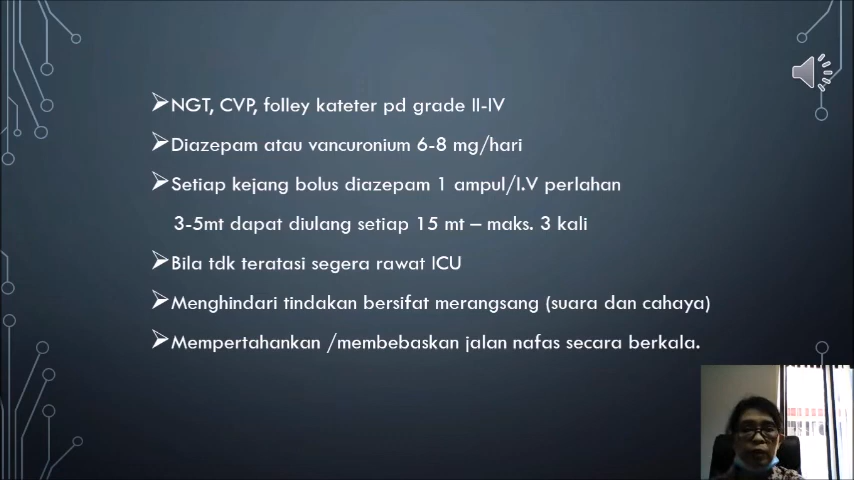 NGT, CVP, folley kateter pd grade II-IV
Diazepam atau vancuronium 6-8 mg/hari
Setiap kejang bolus diazepam 1 ampul/I.V perlahan
3-5mt dapat diulang setiap 15 mt – maks. 3 kali
Bila tdk teratasi segera rawat ICU
Menghindari tindakan bersifat merangsang (suara dan cahaya)
Mempertahankan /membebaskan jalan nafas secara berkala.